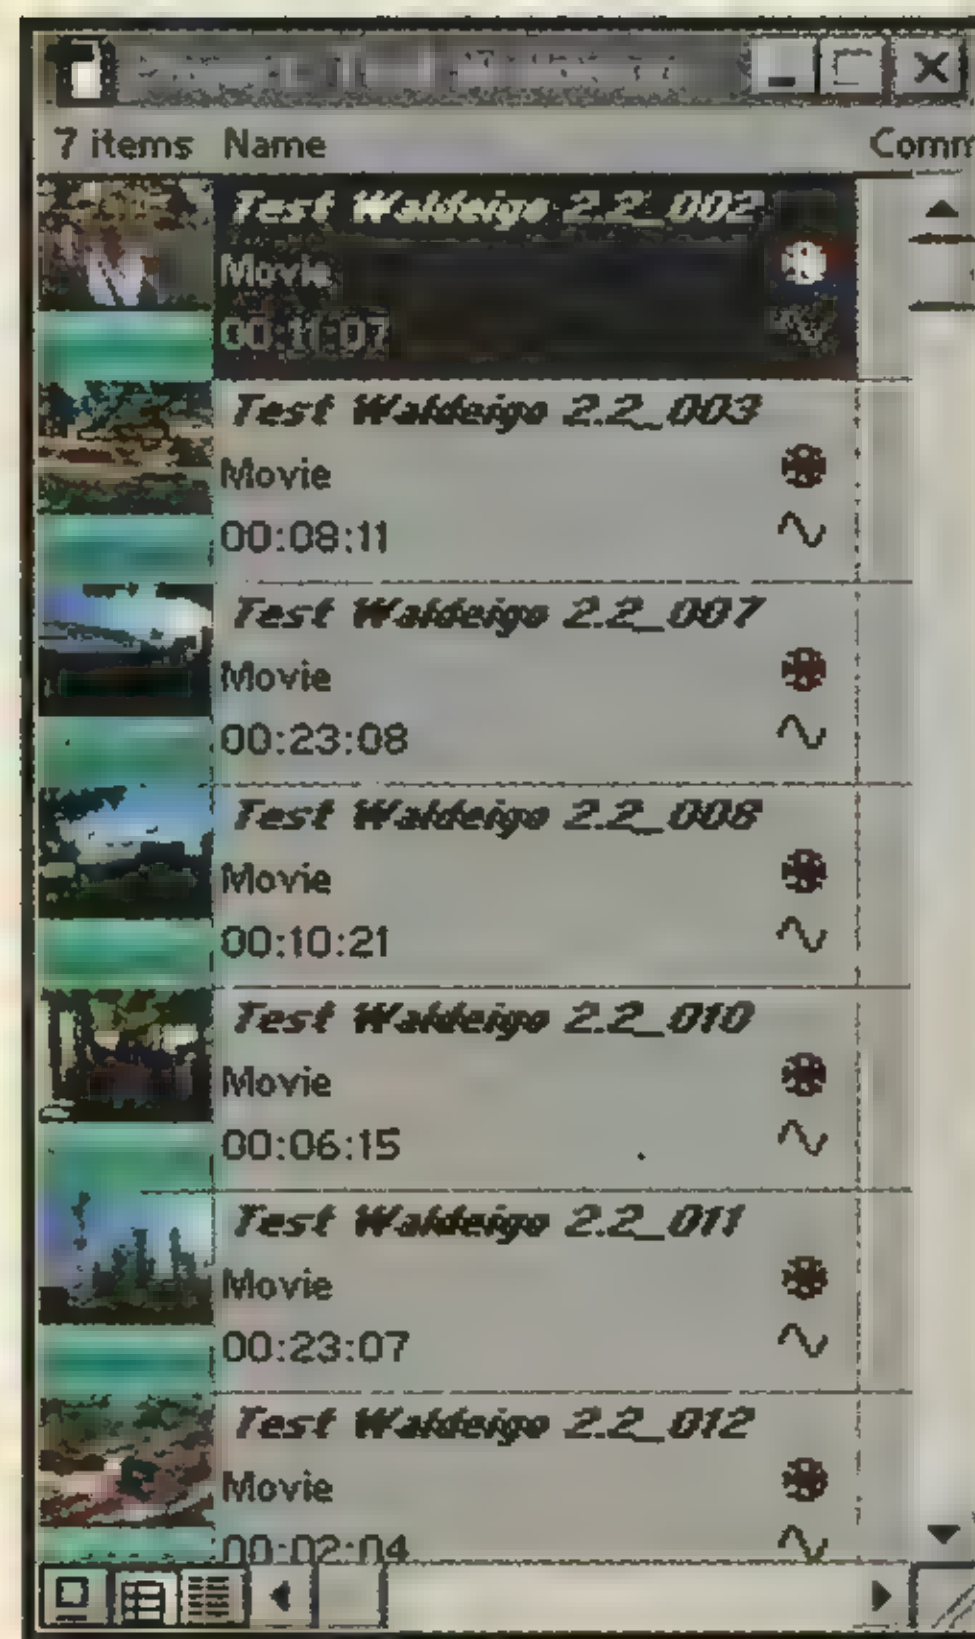 7 items Name Comm
Test Waldeigo 2.2_002
Movie
00:11:07
Test Waldeigo 2.2_003
Movie
00:08:11
Test Waldeigo 2.2_007
Movie
00:23:08
Test Waldeigo 2.2_008
Movie
00:10:21
Test Waldeigo 2.2_010
Movie
00:06:15
Test Waldeigo 2.2_011
Movie
00:23:07
Test Waldeigo 2.2_012
Movie
00:02:04